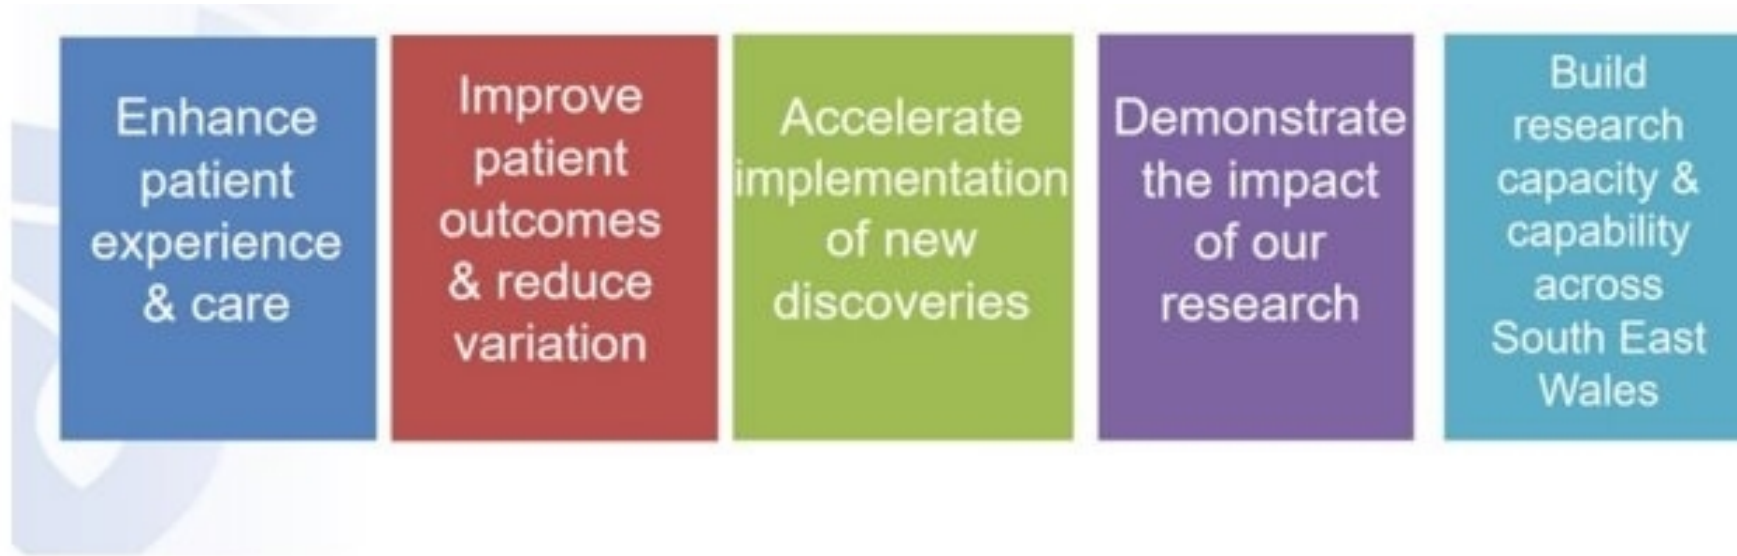 Enhance
patient
experience
& care
Improve
patient
outcomes
& reduce
variation
Accelerate
implementation
of new
discoveries
Demonstrate
the impact
of our
research
Build
research
capacity &
capability
across
South East
Wales